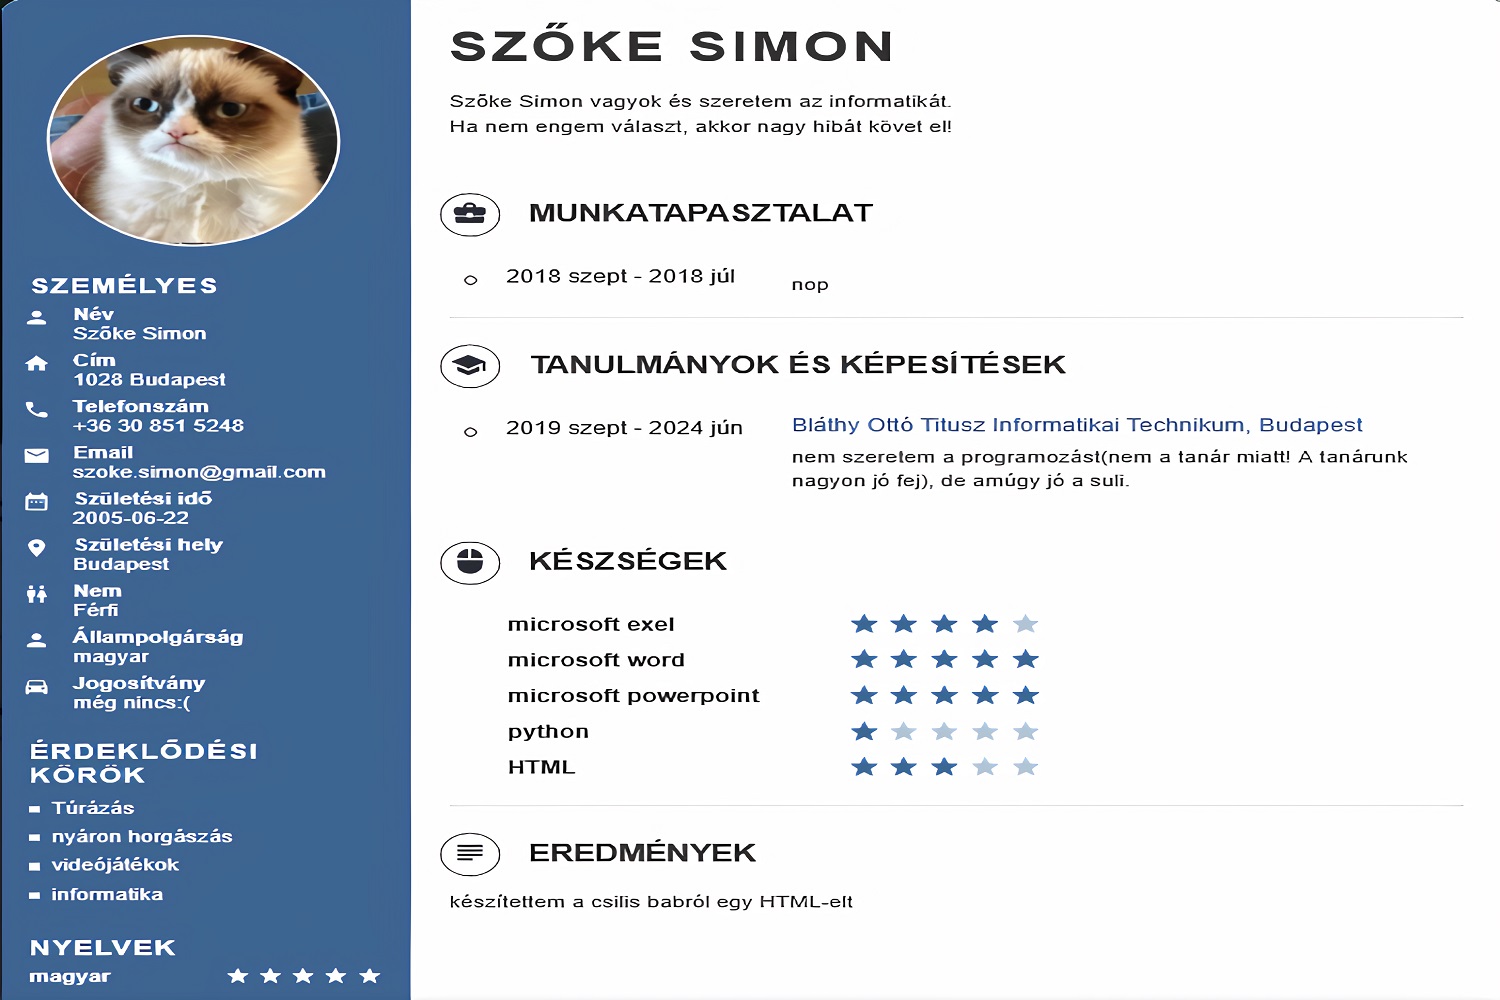 SZŐKE SIMON
Szőke Simon vagyok és szeretem az informatikát.
Ha nem engem választ, akkor nagy hibát követ el!
SZEMÉLYES
Név
Szőke Simon
Cím
1028 Budapest
Telefonszám
+36 30 851 5248
Email
szoke.simon@gmail.com
Születési idő
2005-06-22
Születési hely
Budapest
Nem
Férfi
Állampolgárság
magyar
Jogosítvány
még nincs:(
ÉRDEKLŐDÉSI
KÖRÖK
Túrázás
nyáron horgászás
videójátékok
informatika
NYELVEK
magyar
MUNKATAPASZTALAT
2018 szept - 2018 júl
nop
TANULMÁNYOK ÉS KÉPESÍTÉSEK
2019 szept - 2024 jún
Bláthy Ottó Titusz Informatikai Technikum, Budapest
nem szeretem a programozást(nem a tanár miatt! A tanárunk
nagyon jó fej), de amúgy jó a suli.
KÉSZSÉGEK
microsoft exel
microsoft word
microsoft powerpoint
python
HTML
EREDMÉNYEK
készítettem a csilis babról egy HTML-elt